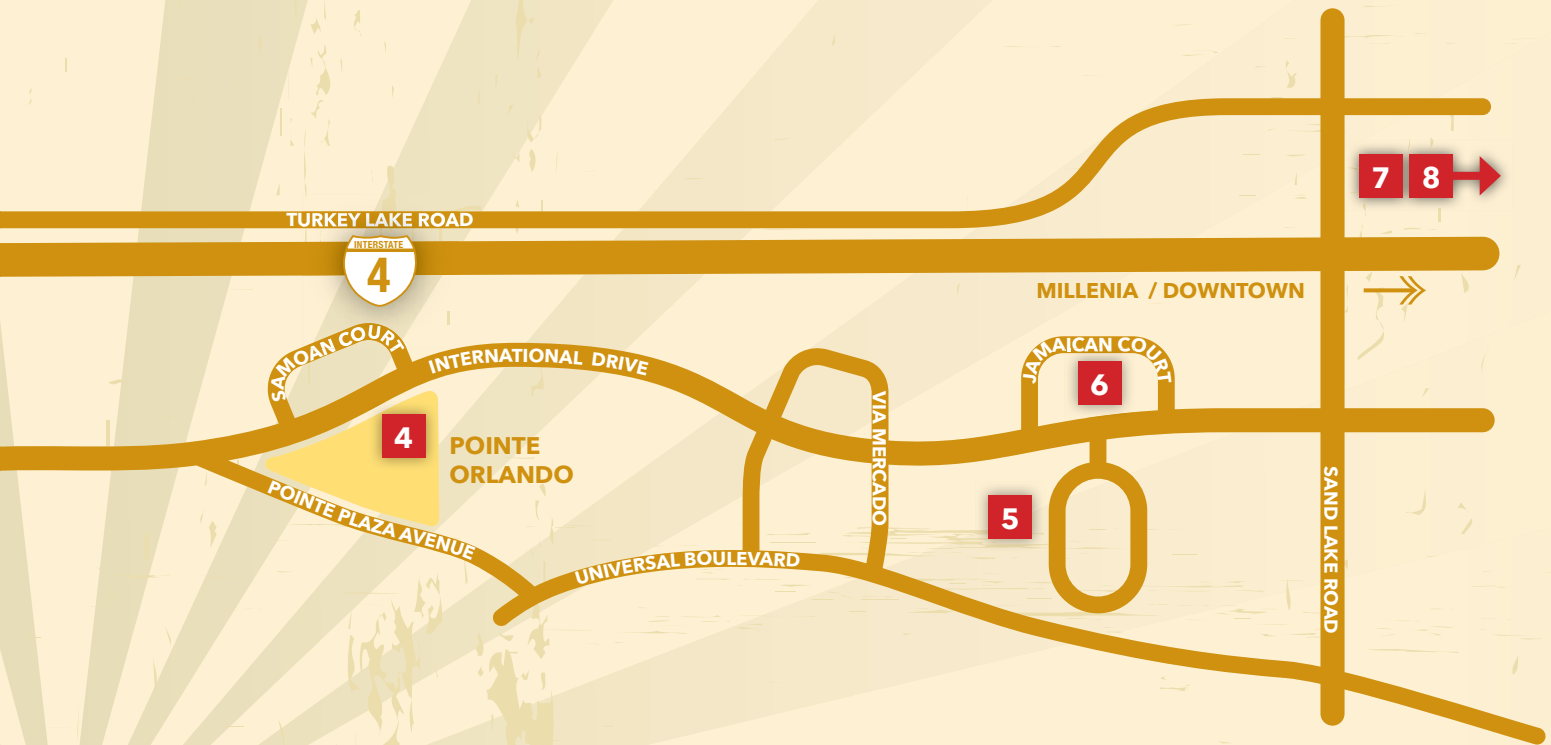 7 8
TURKEY LAKE ROAD
INTERSTATE
4
MILLENIA / DOWNTOWN
SAMOAN COURT
INTERNATIONAL DRIVE
JAMAICAN COURT
6
4
POINTE
ORLANDO
VIA MERCADO
POINTE PLAZA AVENUE
5
SAND LAKE ROAD
UNIVERSAL BOULEVARD